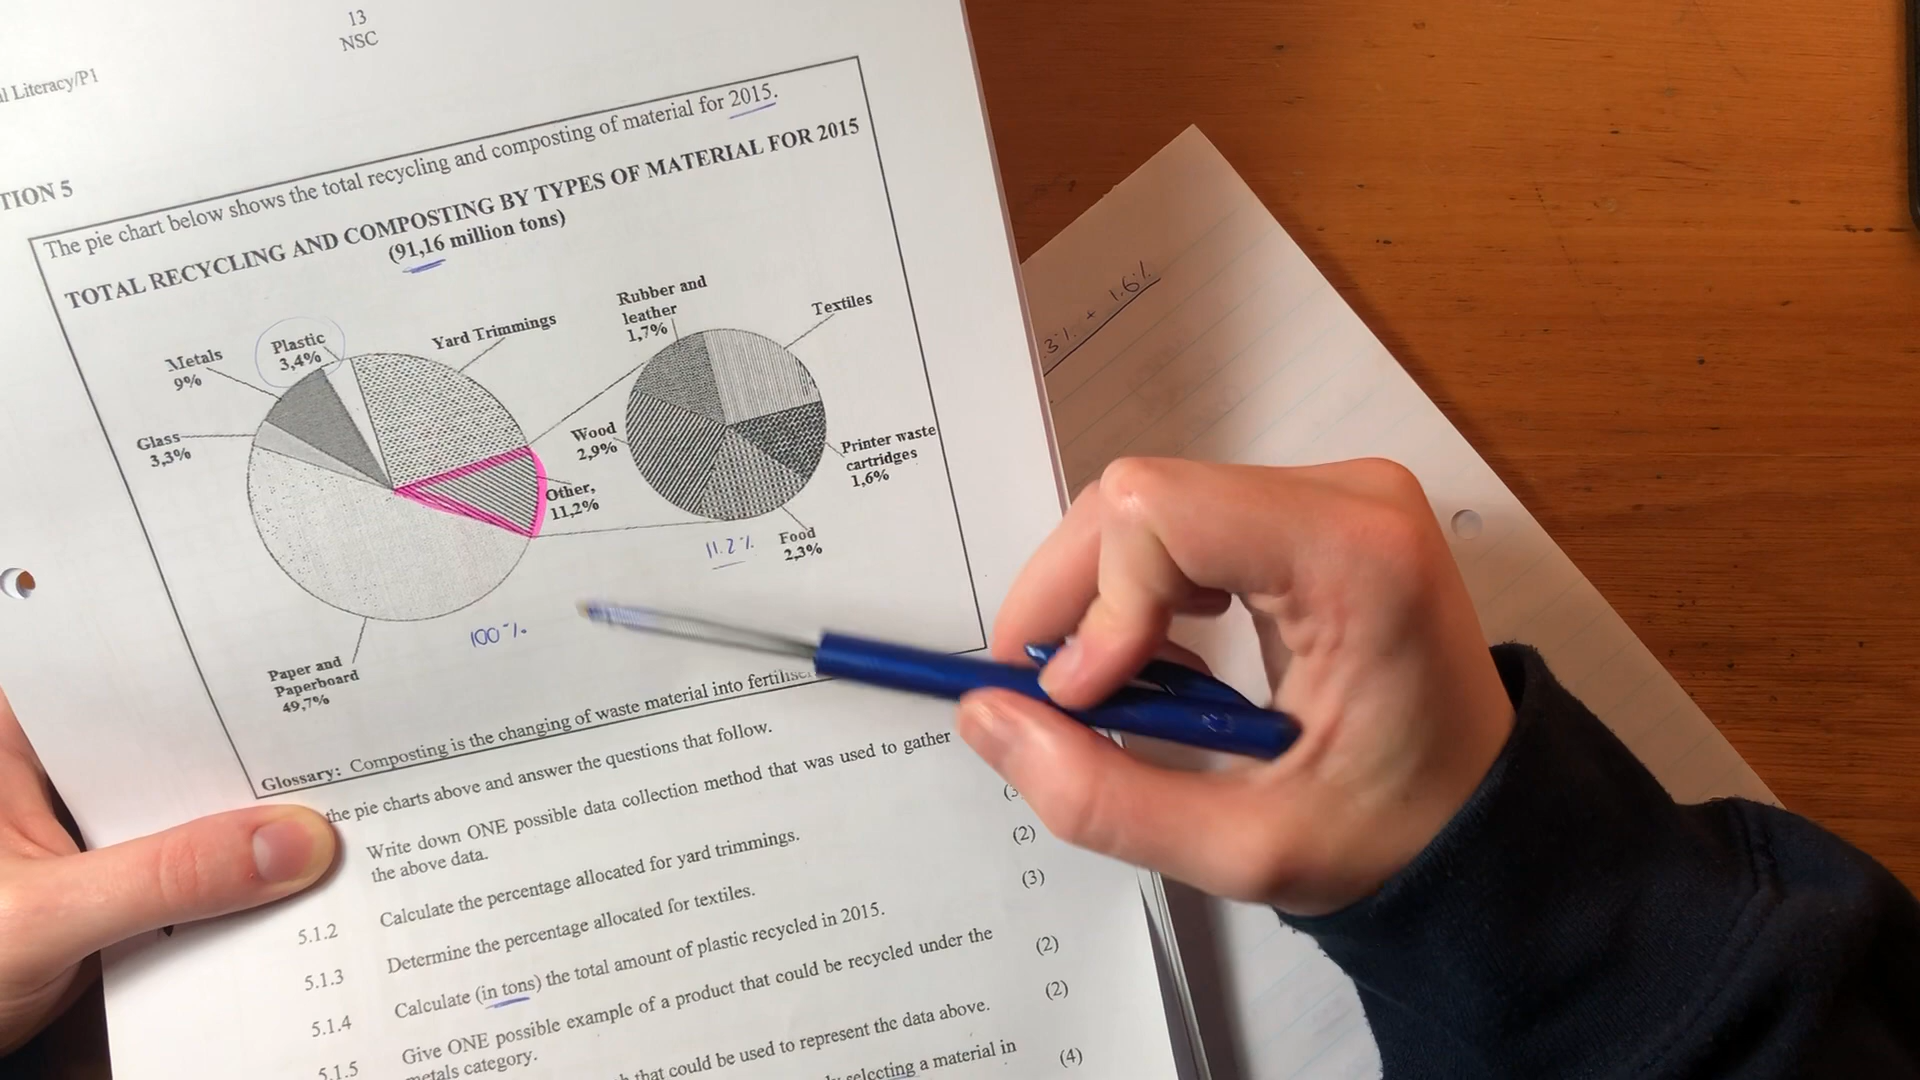 13
NSC
al Literacy/P1
TION 5
The pie chart below shows the total recycling and composting of material for 2015.
TOTAL RECYCLING AND COMPOSTING BY TYPES OF MATERIAL FOR 2015
(91,16 million tons)
Plastic
3,4%
Yard Trimmings
Metals
9%
Glass
3,3%
Other,
11,2%
Paper and
Paperboard
49,7%
100%
Rubber and
leather
1,7%
Textiles
Wood
2,9%
Printer waste
cartridges
1,6%
Food
2,3%
11.2%
Glossary: Composting is the changing of waste material into fertilise
the pie charts above and answer the questions that follow.
Write down ONE possible data collection method that was used to gather
the above data.
(2)
5.1.2 Calculate the percentage allocated for yard trimmings.
(3)
5.1.3 Determine the percentage allocated for textiles.
5.1.4 Calculate (in tons) the total amount of plastic recycled in 2015.
(2)
5.1.5 Give ONE possible example of a product that could be recycled under the
metals category.
(2)
that could be used to represent the data above.
selecting a material in
(4)
3% + 1.6%